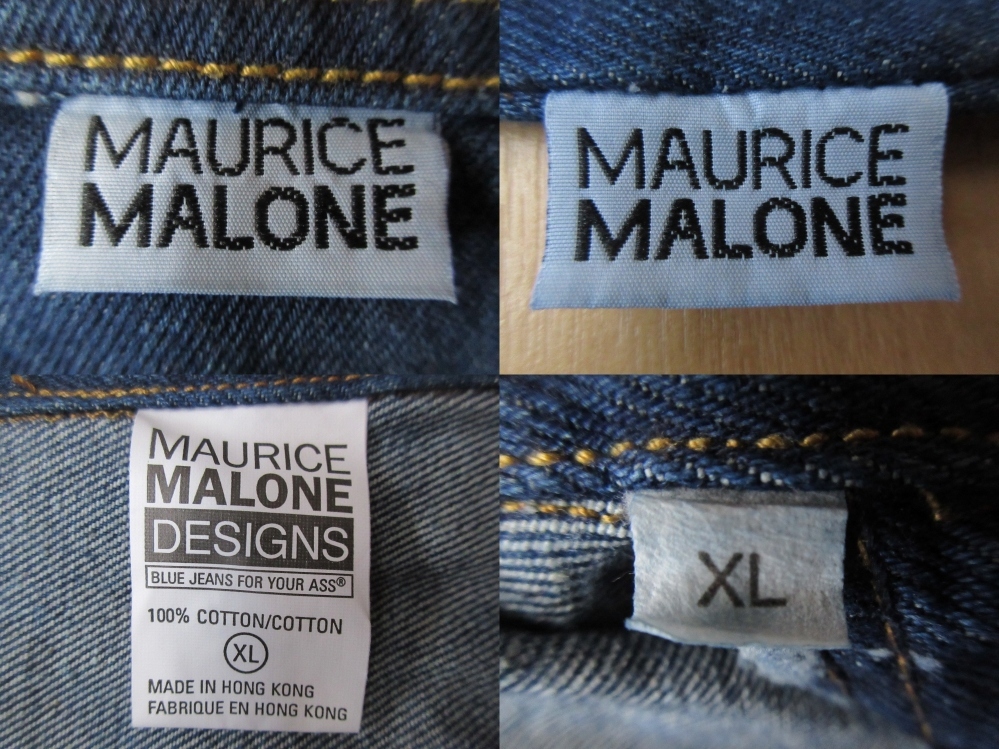 MAURICE
MALONE
MAURICE
MALONE
MAURICE
MALONE
DESIGNS
BLUE JEANS FOR YOUR ASS®
100% COTTON/COTTON
XL
MADE IN HONG KONG
FABRIQUE EN HONG KONG
XL